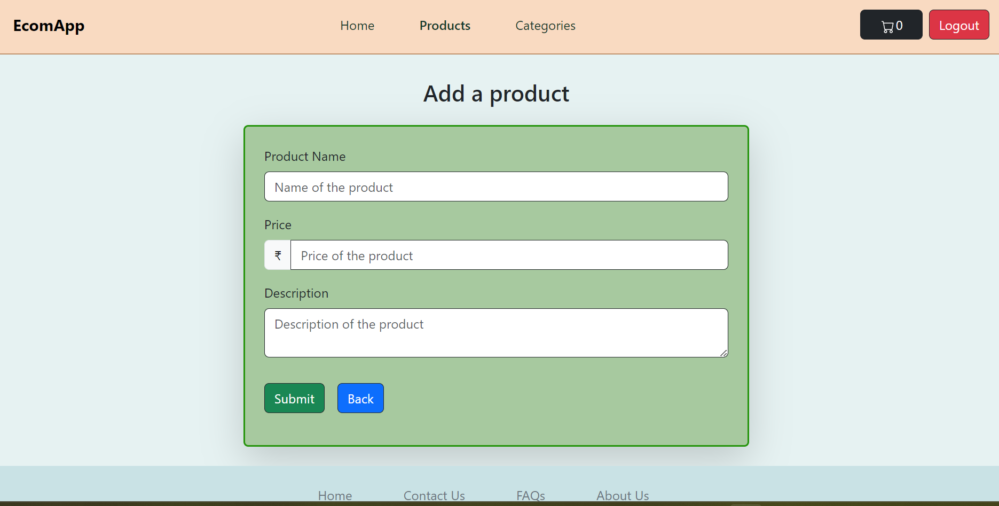 EcomApp Home Products Categories 0 Logout
Add a product
Product Name
Name of the product
Price
₹ Price of the product
Description
Description of the product
Submit Back
Home Contact Us FAQs About Us